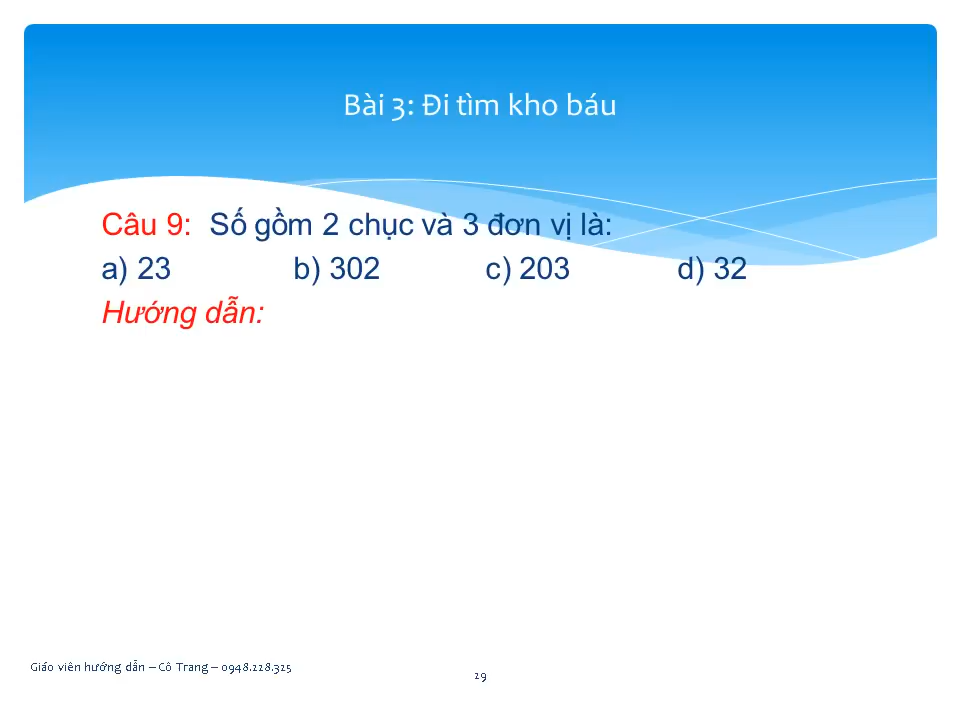 Bài 3: Đi tìm kho báu
Câu 9: Số gồm 2 chục và 3 đơn vị là:
a) 23 b) 302 c) 203 d) 32
Hướng dẫn:
Giáo viên hướng dẫn – Cô Trang – 0948.228.325
29